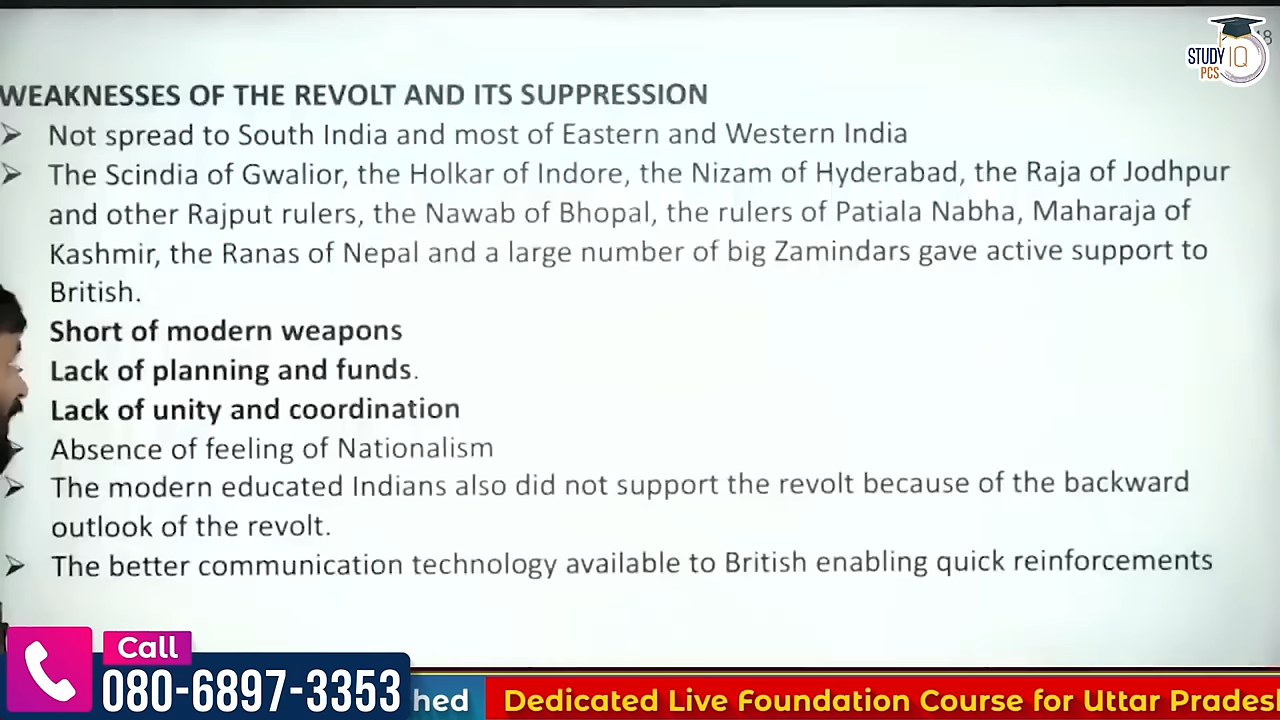 18
STUDY IQ
PCS
WEAKNESSES OF THE REVOLT AND ITS SUPPRESSION
➢ Not spread to South India and most of Eastern and Western India
➢ The Scindia of Gwalior, the Holkar of Indore, the Nizam of Hyderabad, the Raja of Jodhpur
and other Rajput rulers, the Nawab of Bhopal, the rulers of Patiala Nabha, Maharaja of
Kashmir, the Ranas of Nepal and a large number of big Zamindars gave active support to
British.
Short of modern weapons
Lack of planning and funds.
Lack of unity and coordination
➢ Absence of feeling of Nationalism
➢ The modern educated Indians also did not support the revolt because of the backward
outlook of the revolt.
➢ The better communication technology available to British enabling quick reinforcements
Call
080-6897-3353
hed
Dedicated Live Foundation Course for Uttar Prades